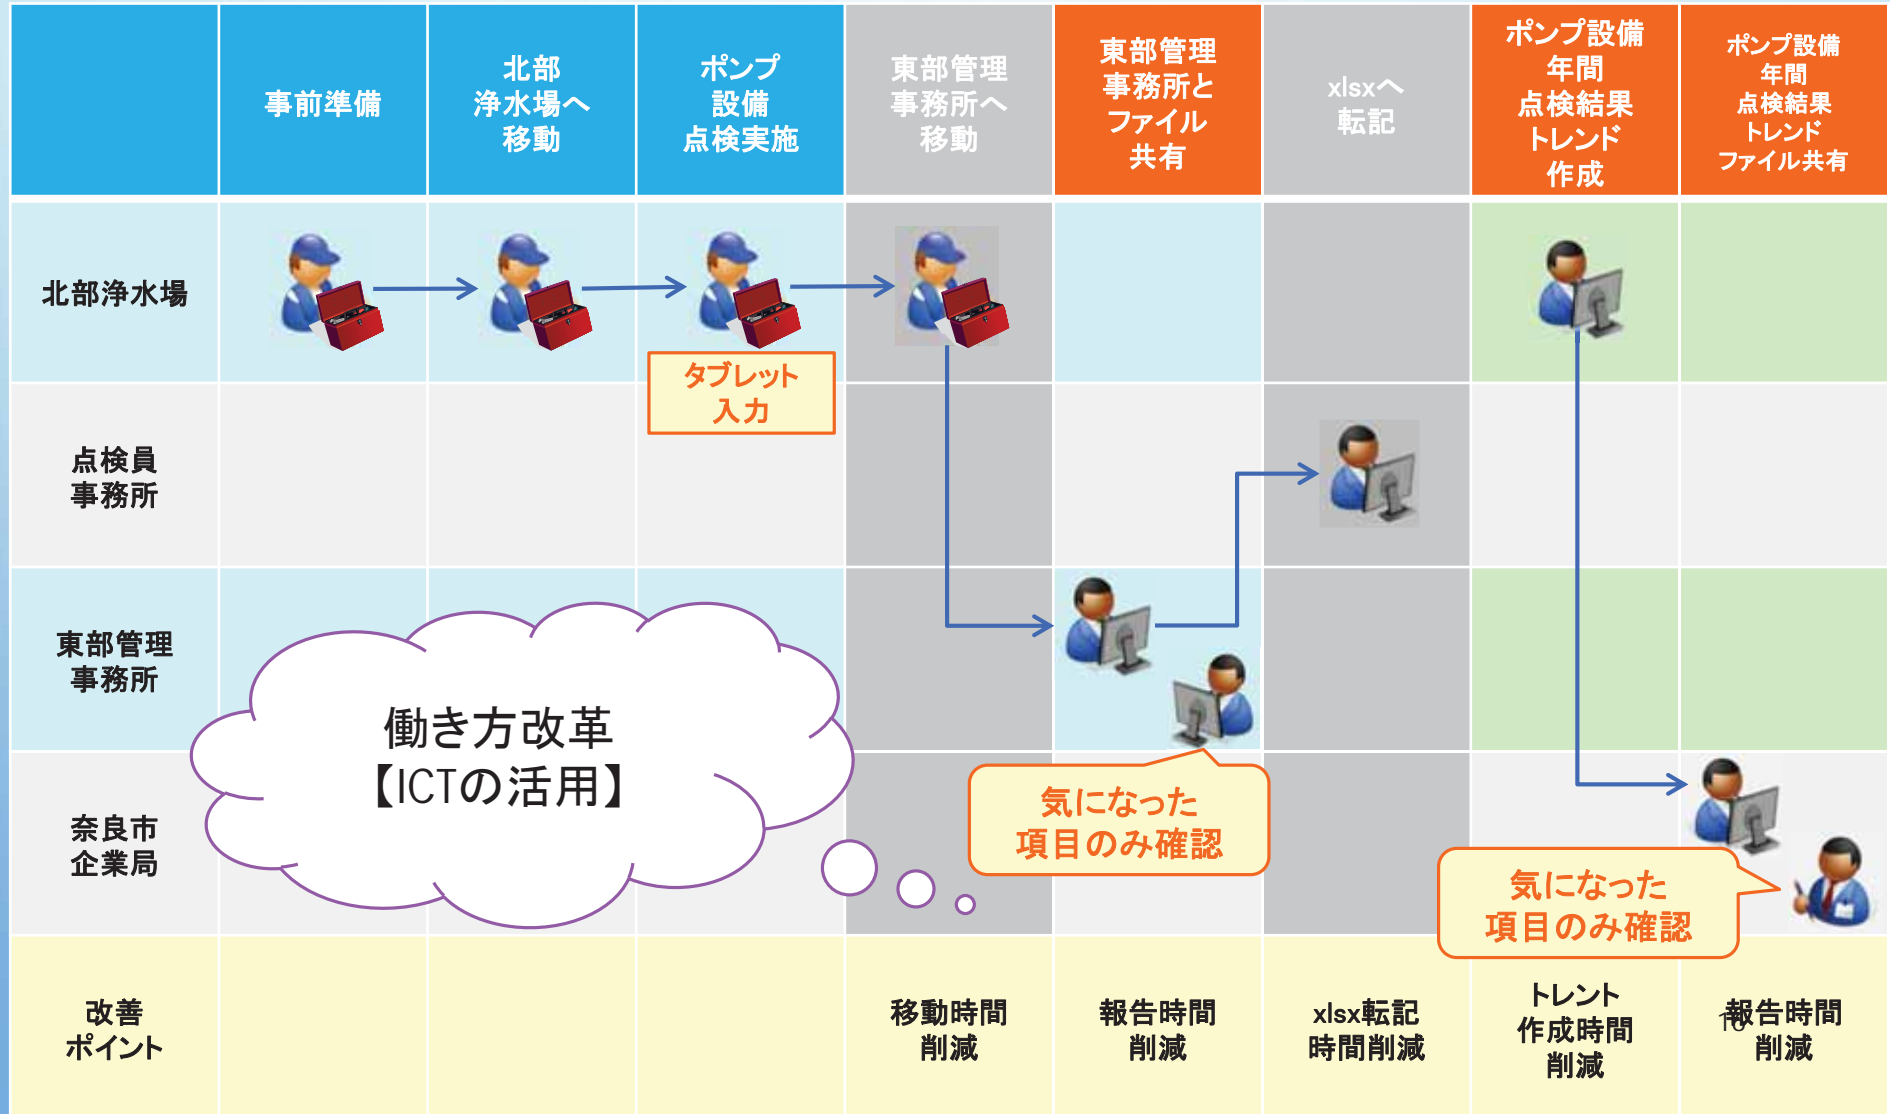 事前準備
北部
浄水場へ
移動
ポンプ
設備
点検実施
東部管理
事務所へ
移動
東部管理
事務所と
ファイル
共有
xlsxへ
転記
ポンプ設備
年間
点検結果
トレンド
作成
ポンプ設備
年間
点検結果
トレンド
ファイル共有
北部浄水場
タブレット
入力
点検員
事務所
東部管理
事務所
働き方改革
【ICTの活用】
気になった
項目のみ確認
奈良市
企業局
気になった
項目のみ確認
改善
ポイント
移動時間
削減
報告時間
削減
xlsx転記
時間削減
トレント
作成時間
削減
報告時間
削減